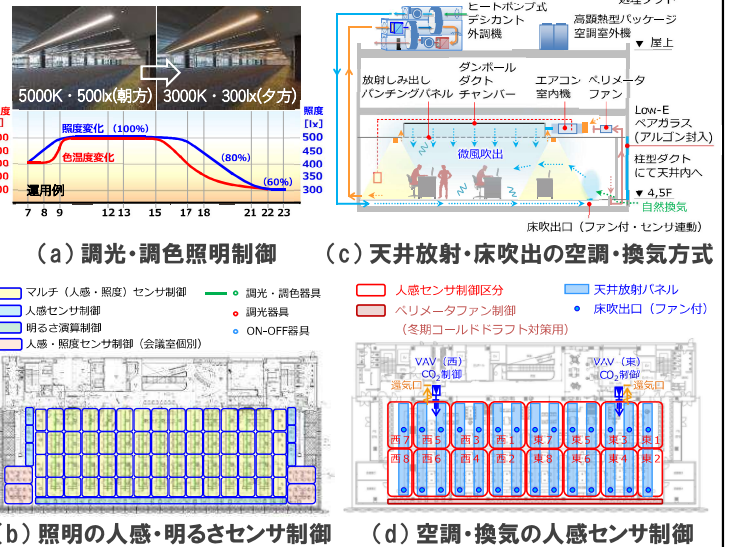 5000K・500lx(朝方)
3000K・300lx(夕方)
照度
[lx]
照度変化 (100%)
色温度変化
(80%)
(60%)
運用例
500
450
400
350
300
7 8 9 12 13 15 17 18 21 22 23
(a) 調光・調色照明制御
ヒートポンプ式
デシカント
外調機
高顕熱型パッケージ
空調室外機
▼ 屋上
放射しみ出し
パンチングパネル
ダンボール
ダクト
チャンバー
エアコン
室内機
ペリメータ
ファン
Low-E
ペアガラス
(アルゴン封入)
微風吹出
柱型ダクト
にて天井内へ
▼ 4,5F
自然換気
床吹出口(ファン付・センサ連動)
(c) 天井放射・床吹出の空調・換気方式
マルチ(人感・照度)センサ制御
人感センサ制御
明るさ演算制御
人感・照度センサ制御(会議室個別)
調光・調色器具
調光器具
ON-OFF器具
(b) 照明の人感・明るさセンサ制御
人感センサ制御区分
ペリメータファン制御
(冬期コールドドラフト対策用)
天井放射パネル
床吹出口(ファン付)
VAV(西)
CO₂制御
還気口
VAV(東)
CO₂制御
還気口
西7 西5 西3 西1 東7 東5 東3 東1
西8 西6 西4 西2 東8 東6 東4 東2
(d) 空調・換気の人感センサ制御